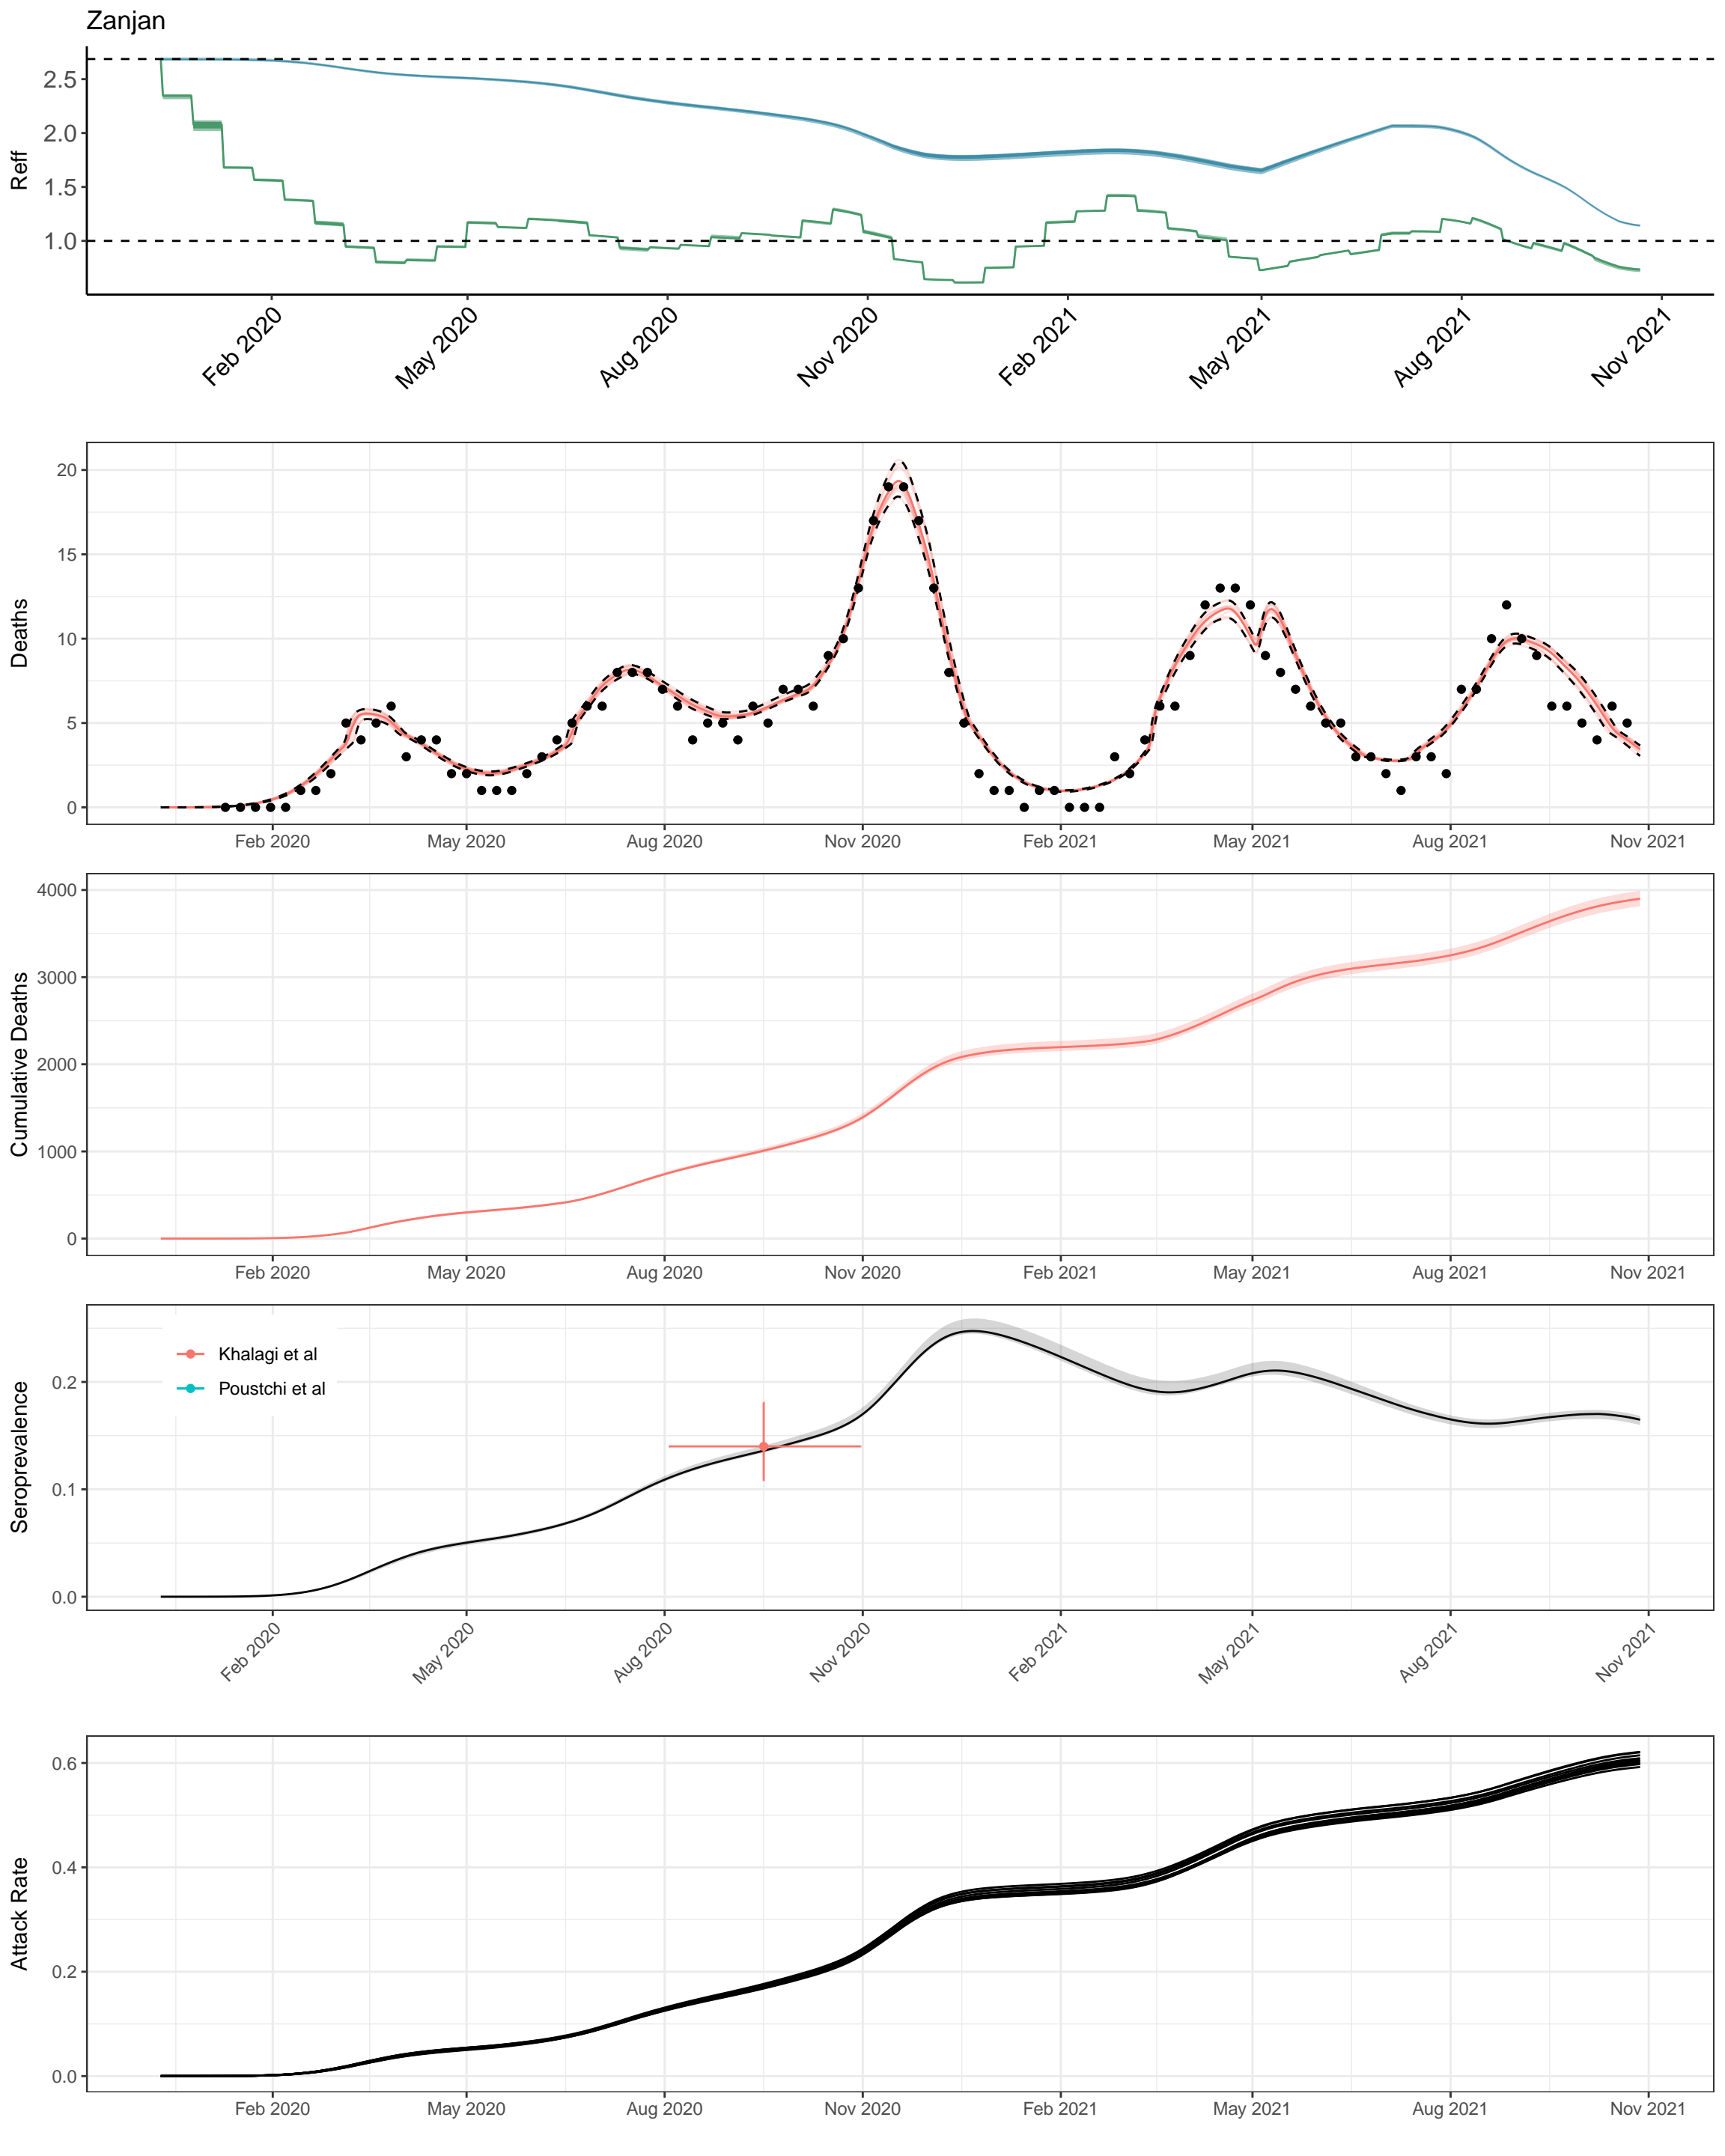 Zanjan
Reff
2.5
2.0
1.5
1.0
Feb 2020
May 2020
Aug 2020
Nov 2020
Feb 2021
May 2021
Aug 2021
Nov 2021
Deaths
20
15
10
5
0
Feb 2020
May 2020
Aug 2020
Nov 2020
Feb 2021
May 2021
Aug 2021
Nov 2021
Cumulative Deaths
4000
3000
2000
1000
0
Feb 2020
May 2020
Aug 2020
Nov 2020
Feb 2021
May 2021
Aug 2021
Nov 2021
Seroprevalence
0.2
0.1
0.0
Khalagi et al
Poustchi et al
Feb 2020
May 2020
Aug 2020
Nov 2020
Feb 2021
May 2021
Aug 2021
Nov 2021
Attack Rate
0.6
0.4
0.2
0.0
Feb 2020
May 2020
Aug 2020
Nov 2020
Feb 2021
May 2021
Aug 2021
Nov 2021